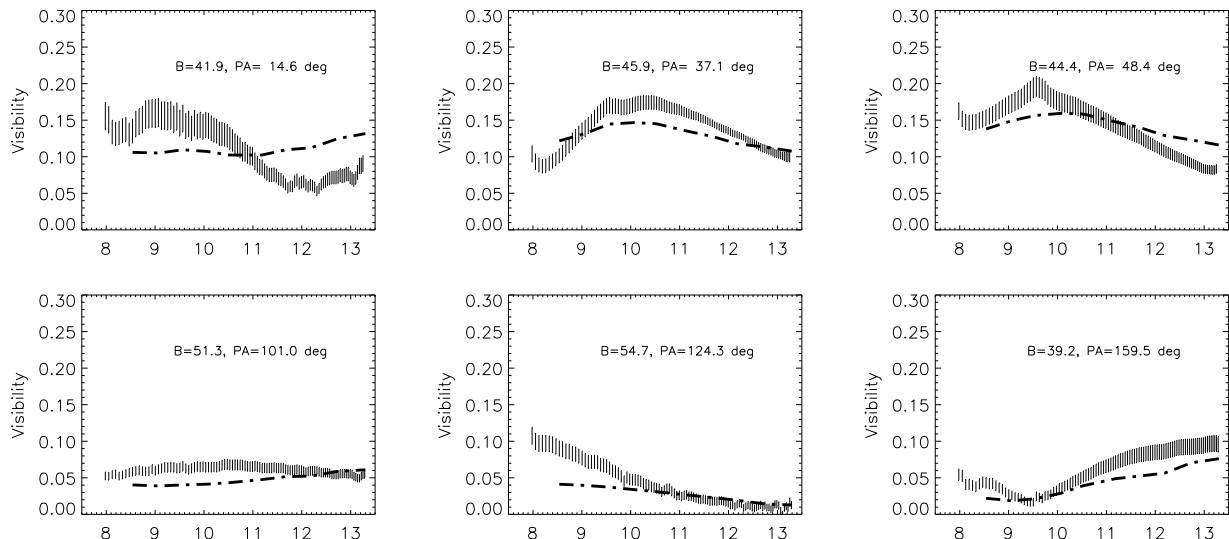 0.30
0.25
0.20
0.15
0.10
0.05
0.00
Visibility
B=41.9, PA= 14.6 deg
8 9 10 11 12 13
0.30
0.25
0.20
0.15
0.10
0.05
0.00
Visibility
B=45.9, PA= 37.1 deg
8 9 10 11 12 13
0.30
0.25
0.20
0.15
0.10
0.05
0.00
Visibility
B=44.4, PA= 48.4 deg
8 9 10 11 12 13
0.30
0.25
0.20
0.15
0.10
0.05
0.00
Visibility
B=51.3, PA=101.0 deg
8 9 10 11 12 13
0.30
0.25
0.20
0.15
0.10
0.05
0.00
Visibility
B=54.7, PA=124.3 deg
8 9 10 11 12 13
0.30
0.25
0.20
0.15
0.10
0.05
0.00
Visibility
B=39.2, PA=159.5 deg
8 9 10 11 12 13